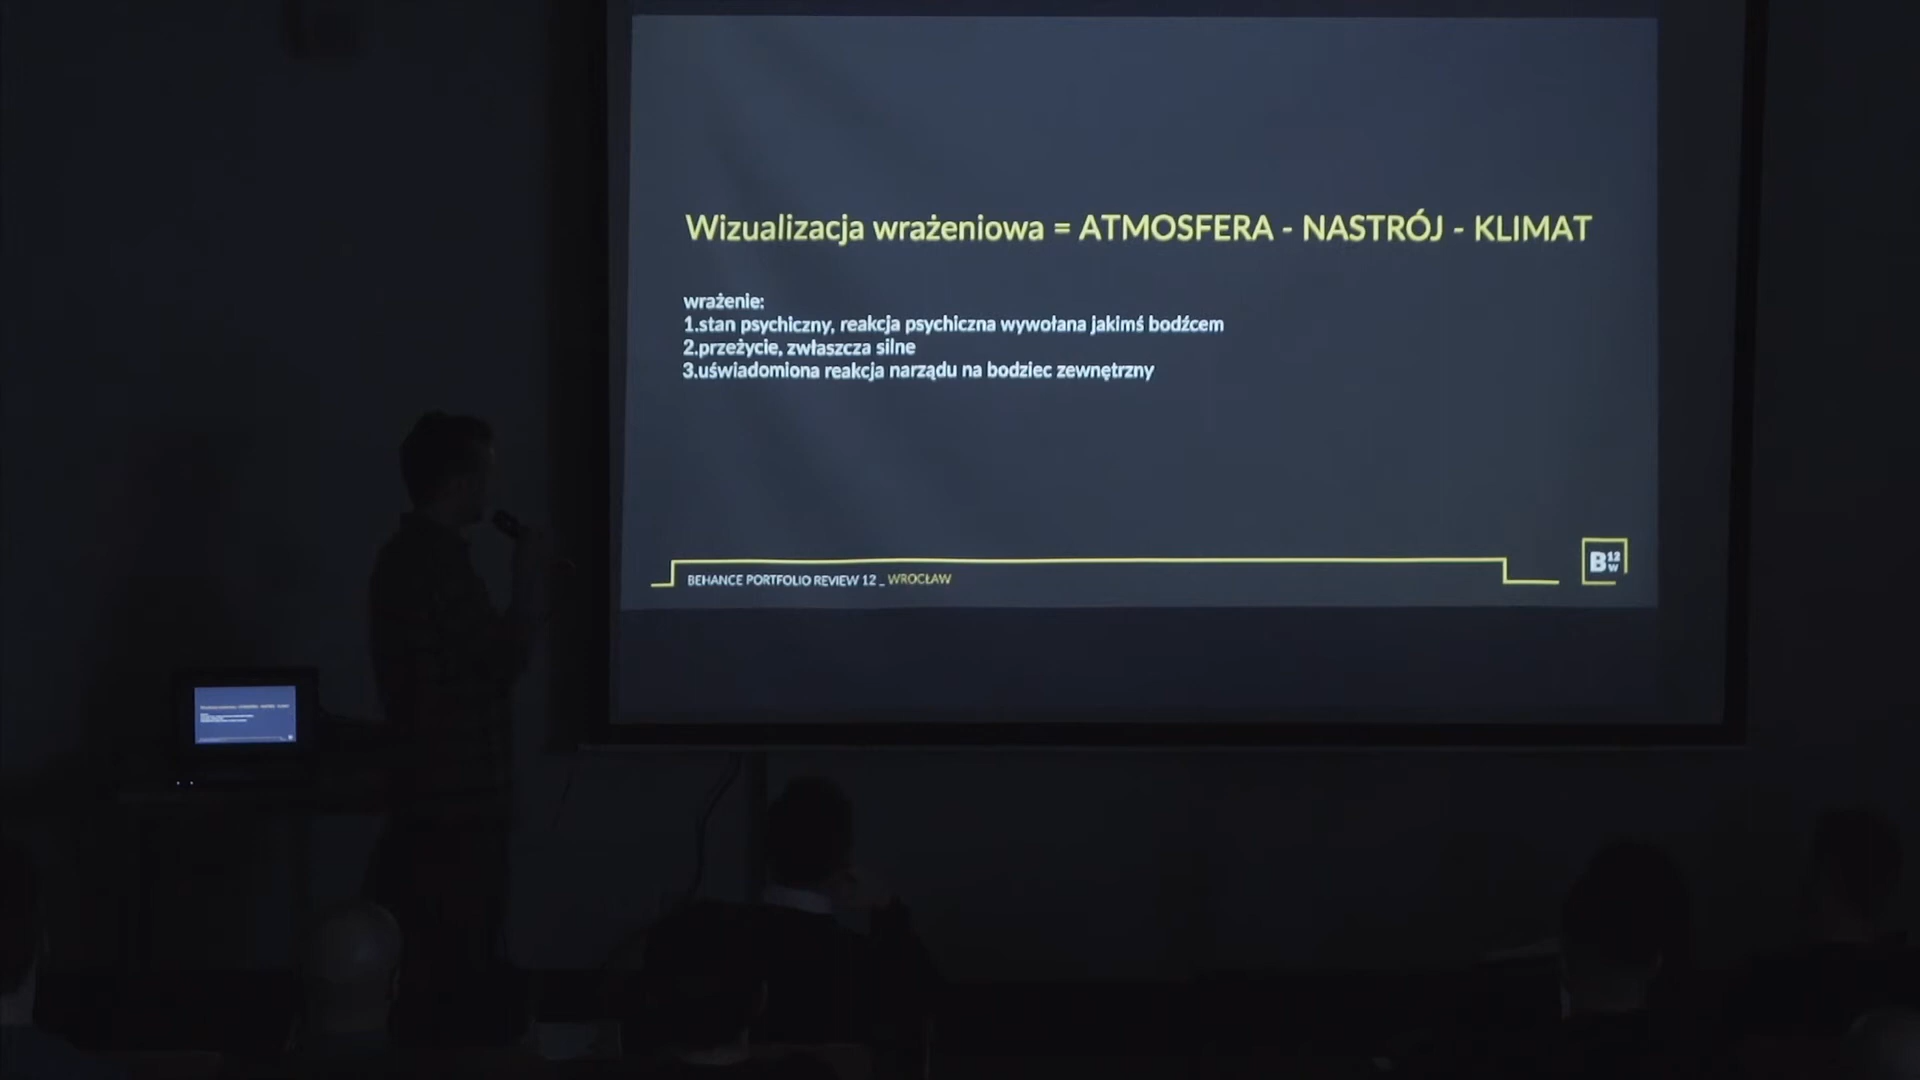 Wizualizacja wrażeniowa = ATMOSFERA - NASTRÓJ - KLIMAT
wrażenie:
1.stan psychiczny, reakcja psychiczna wywołana jakimś bodźcem
2.przeżycie, zwłaszcza silne
3.uświadomiona reakcja narządu na bodziec zewnętrzny
BEHANCE PORTFOLIO REVIEW 12 _ WROCŁAW
B 12 W